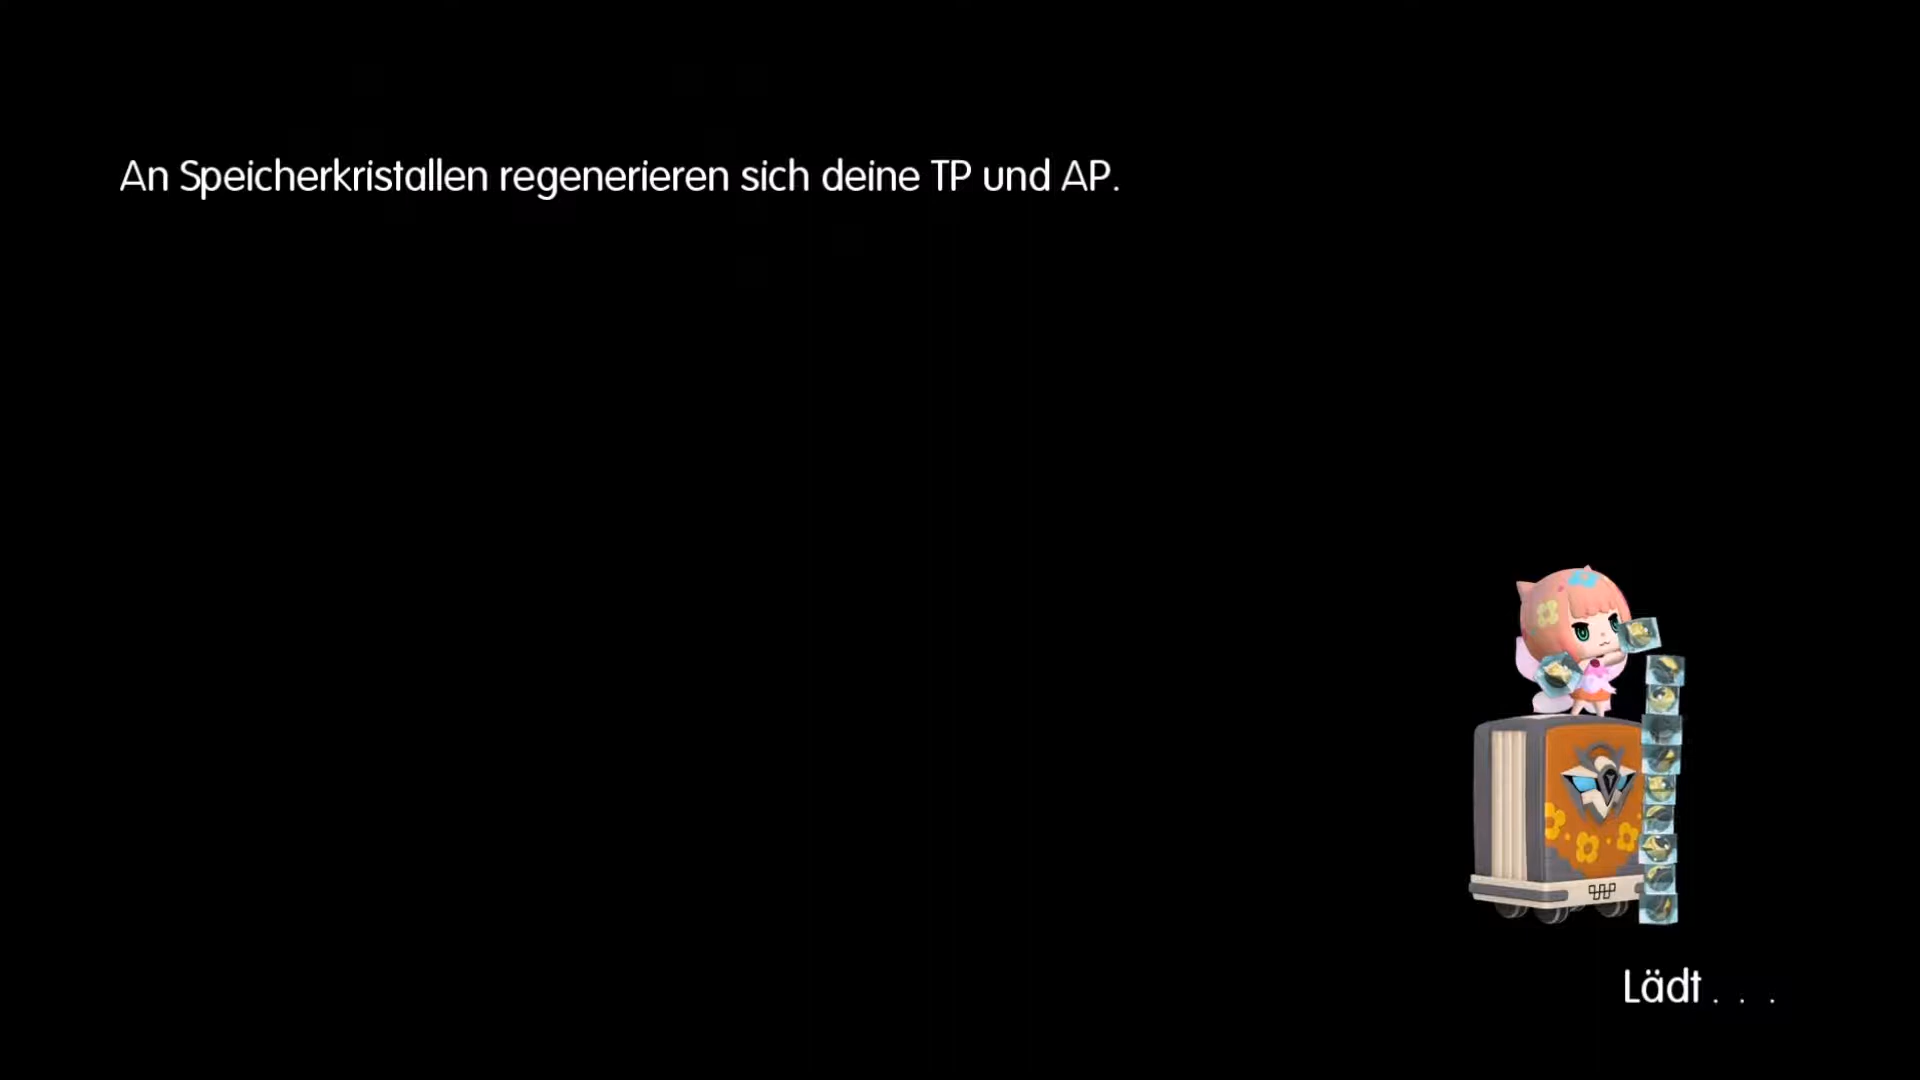 An Speicherkristallen regenerieren sich deine TP und AP.
Lädt . . .